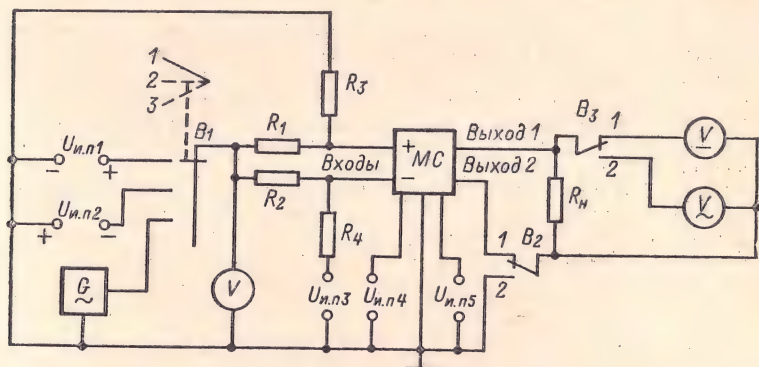 1
2
3
B₁
R₁
R₃
Uи.п1
- +
Входы
R₂
+
-
МС
Выход 1
Выход 2
B₃
1
2
V
V
Rн
Uи.п2
+ -
R₄
G
V
Uи.п3
Uи.п4
Uи.п5
1
2
B₂